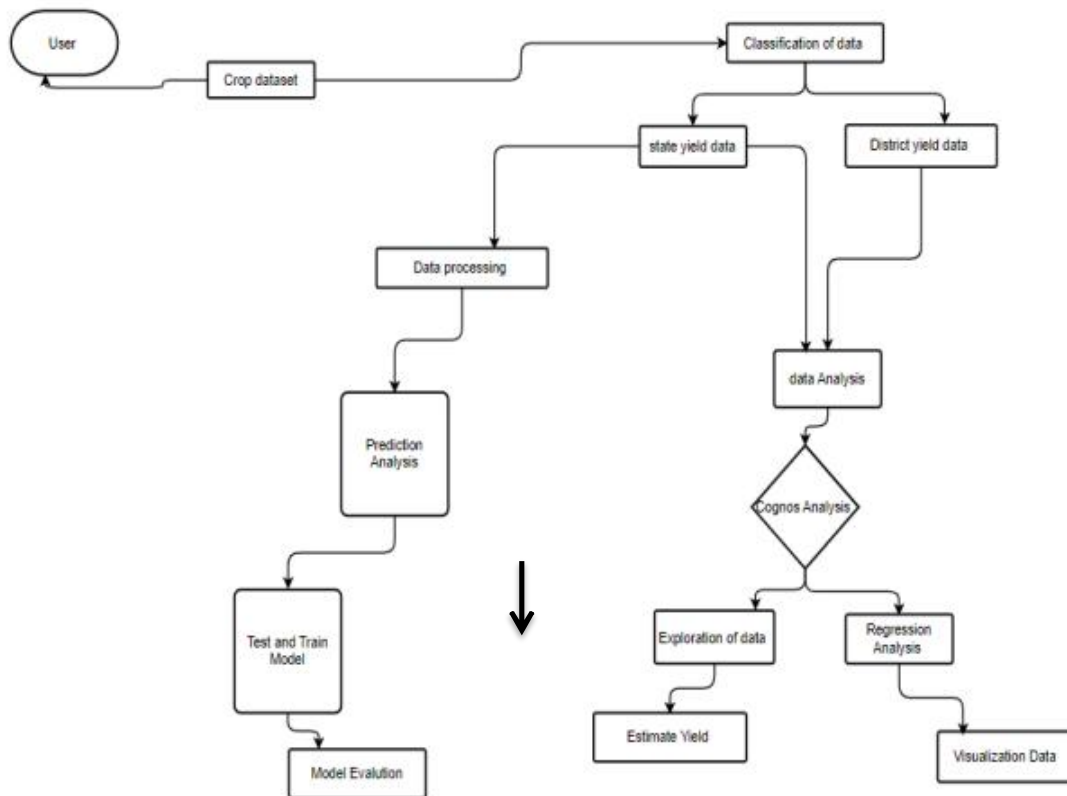 User
Classification of data
Crop dataset
state yield data
District yield data
Data processing
data Analysis
Prediction
Analysis
Cognos Analysis
Test and Train
Model
Exploration of data
Regression
Analysis
Estimate Yield
Visualization Data
Model Evalution